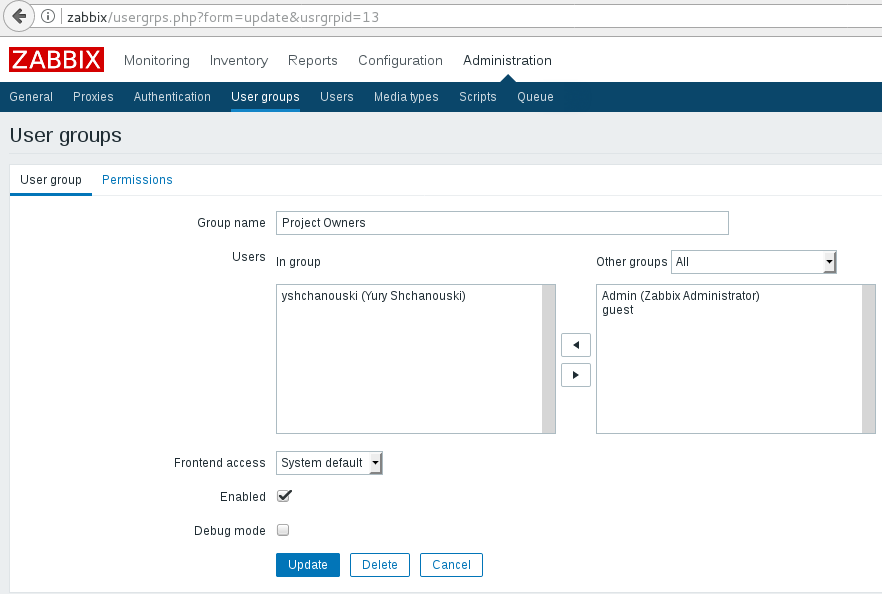 zabbix/usergrps.php?form=update&usrgrpid=13
ZABBIX Monitoring Inventory Reports Configuration Administration
General Proxies Authentication User groups Users Media types Scripts Queue
User groups
User group Permissions
Group name Project Owners
Users In group Other groups All
yshchanouski (Yury Shchanouski) Admin (Zabbix Administrator)
guest
Frontend access System default
Enabled
Debug mode
Update Delete Cancel